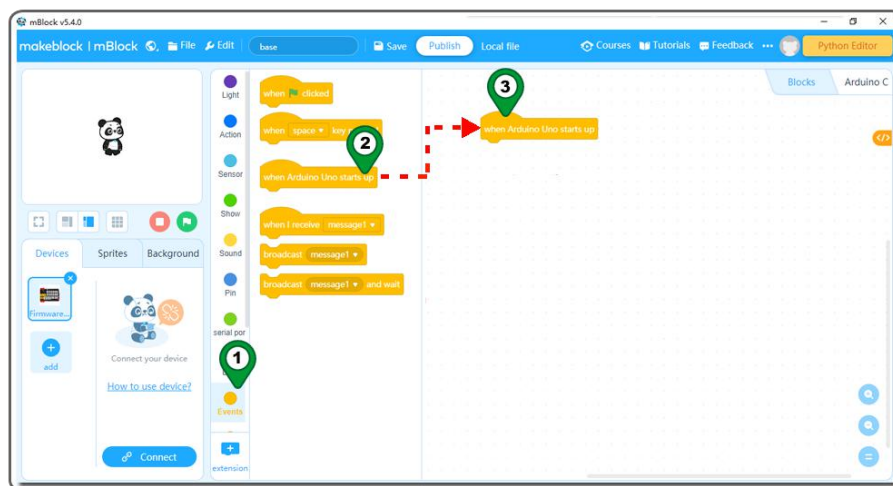 mBlock v5.4.0
makeblock | mBlock File Edit base Save Publish Local file Courses Tutorials Feedback ... Python Editor
Blocks Arduino C
Light
Action
Sensor
Show
Sound
Pin
serial por
Events
extension
when clicked
when space key
when Arduino Uno starts up
when I receive message1
broadcast message1
broadcast message1 and wait
1
2
3
when Arduino Uno starts up
</>
Devices Sprites Background
Firmware...
add
Connect your device
How to use device?
Connect